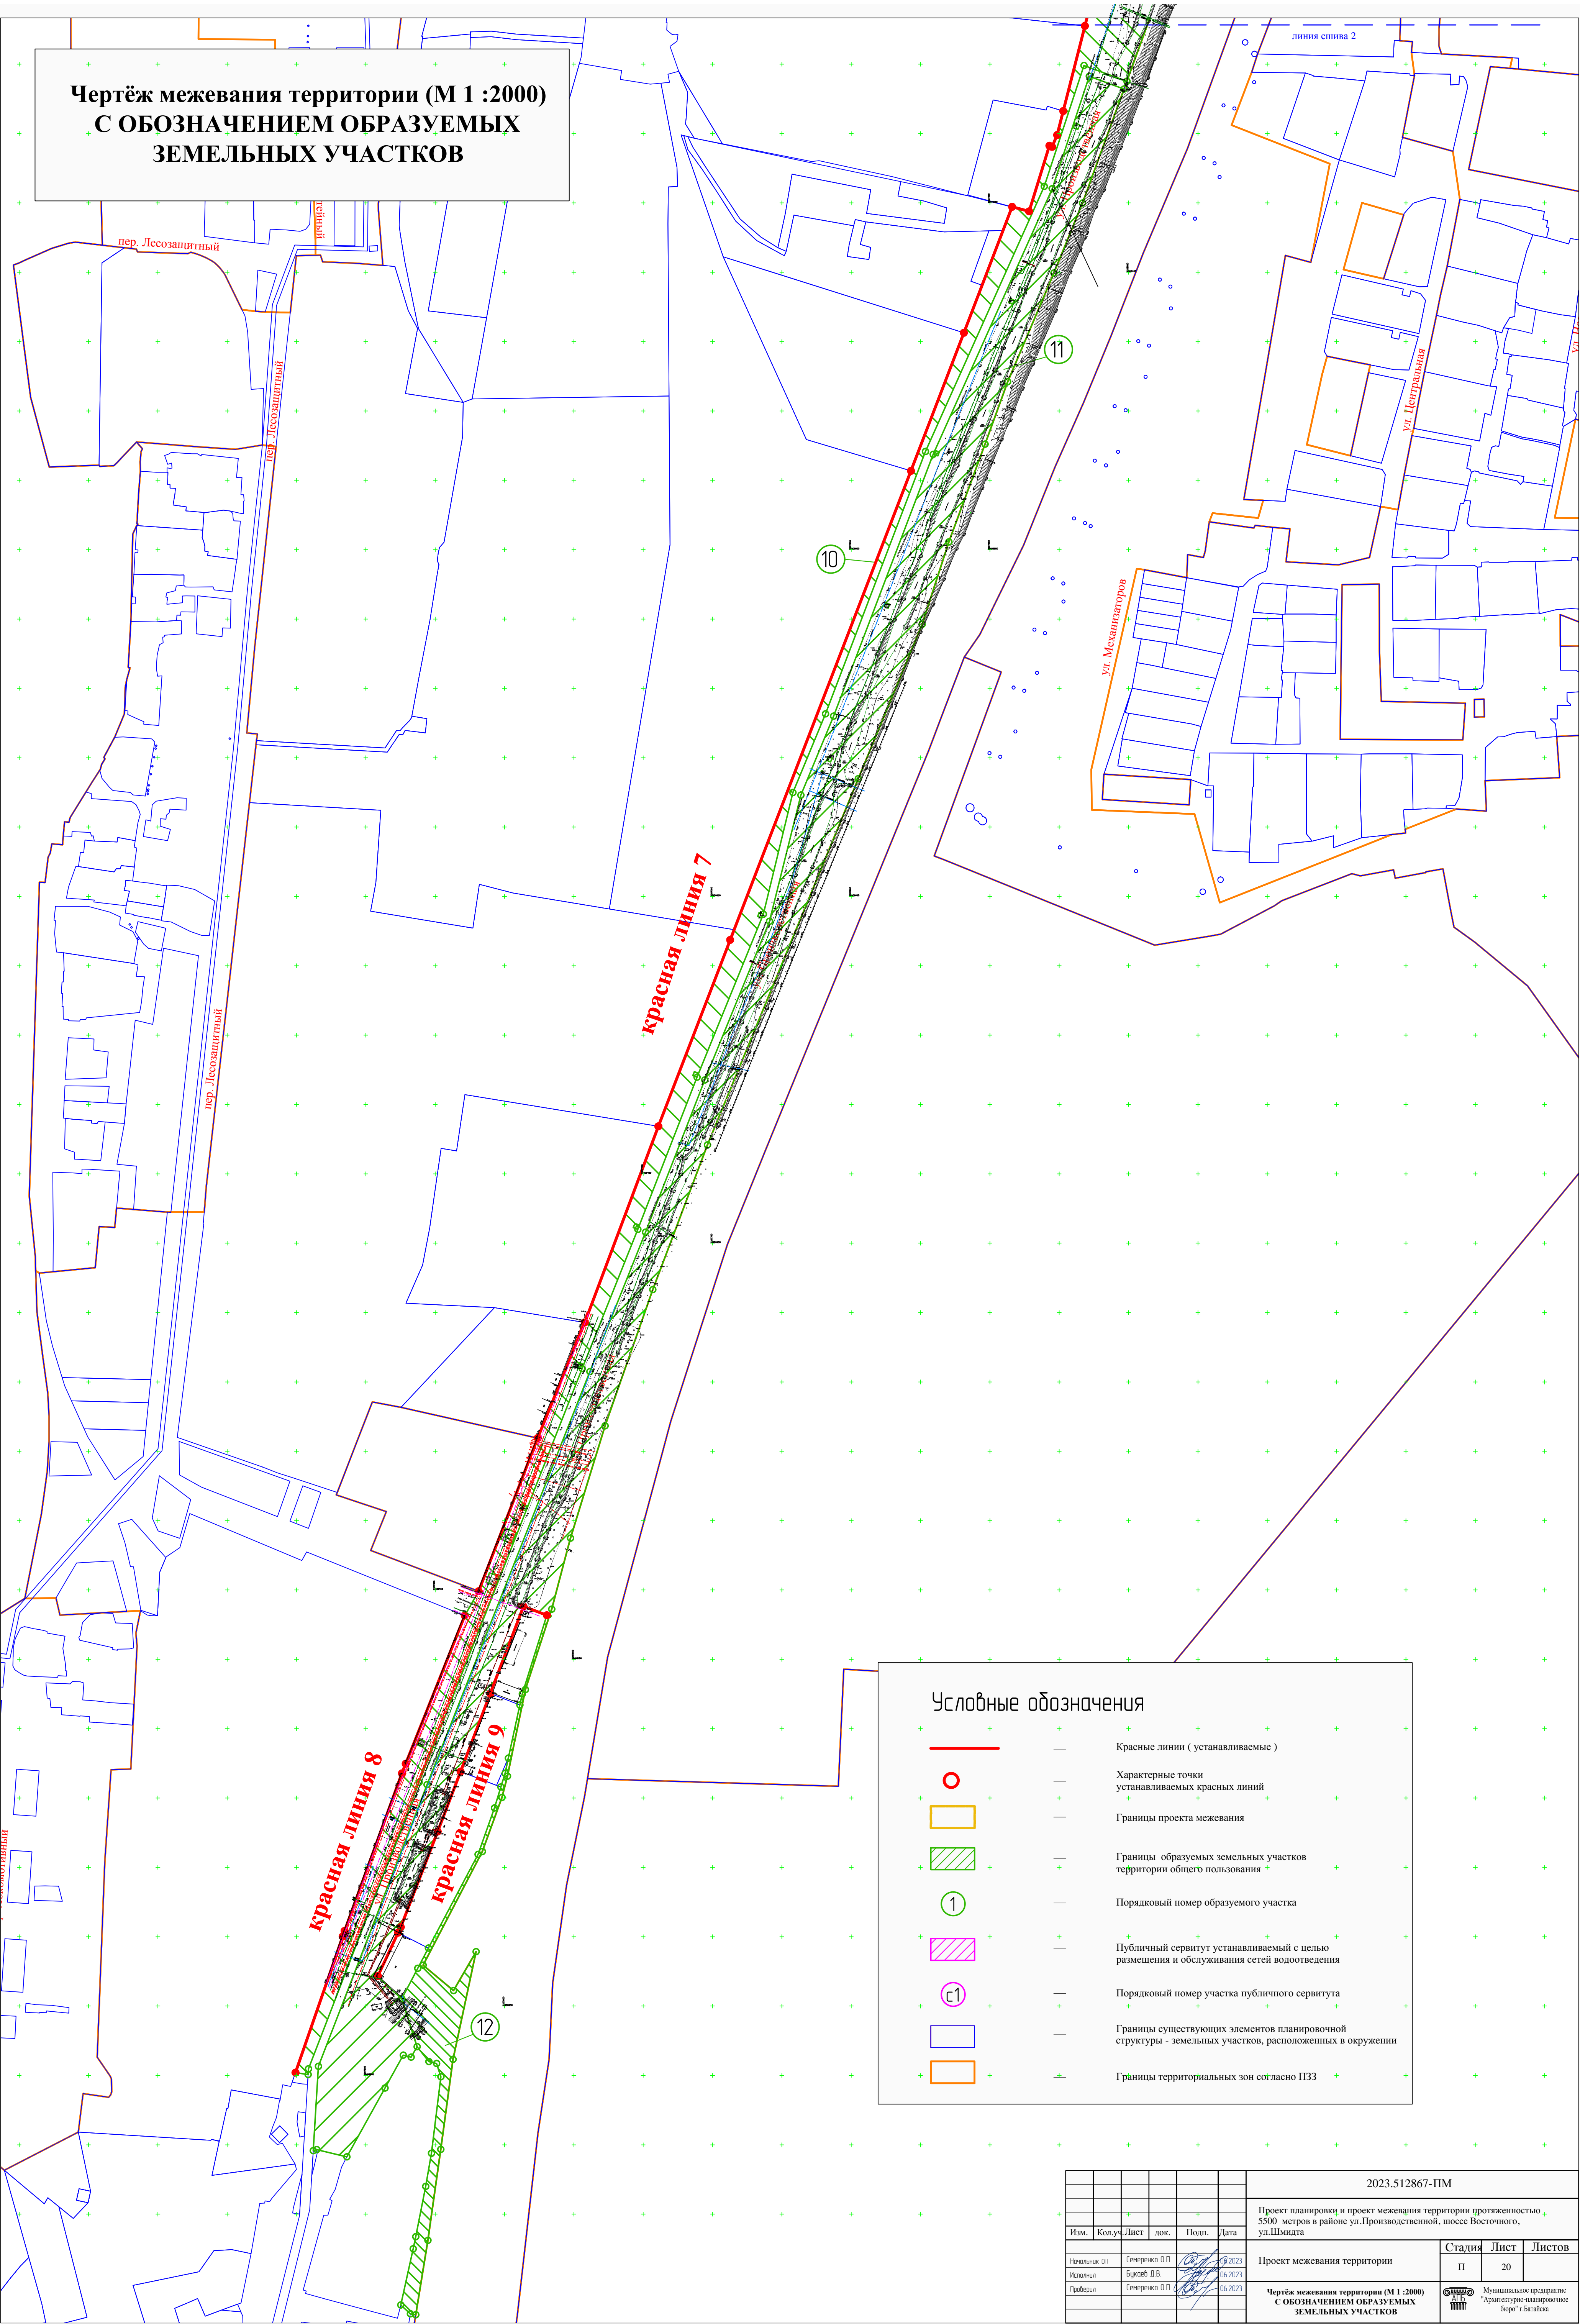 линия сшива 2
Чертёж межевания территории (М 1 :2000)
С ОБОЗНАЧЕНИЕМ ОБРАЗУЕМЫХ
ЗЕМЕЛЬНЫХ УЧАСТКОВ
пер. Лесозащитный
пер. Лесозащитный
11
ул. Центральная
10
ул. Механизаторов
красная линия 7
пер. Лесозащитный
красная линия 8
красная линия 9
12
Условные обозначения
— Красные линии ( устанавливаемые )
— Характерные точки
устанавливаемых красных линий
— Границы проекта межевания
— Границы образуемых земельных участков
территории общего пользования
1 — Порядковый номер образуемого участка
— Публичный сервитут устанавливаемый с целью
размещения и обслуживания сетей водоотведения
с1 — Порядковый номер участка публичного сервитута
— Границы существующих элементов планировочной
структуры - земельных участков, расположенных в окружении
— Границы территориальных зон согласно ПЗЗ
2023.512867-ПМ
Проект планировки и проект межевания территории протяженностью
5500 метров в районе ул.Производственной, шоссе Восточного,
ул.Шмидта
Изм. Кол.уч. Лист док. Подп. Дата
Начальник ОП Семеренко О.П. 06.2023
Исполнил Букаев Д.В. 06.2023
Проверил Семеренко О.П. 06.2023
Проект межевания территории
Стадия Лист Листов
П 20
Чертёж межевания территории (М 1 :2000)
С ОБОЗНАЧЕНИЕМ ОБРАЗУЕМЫХ
ЗЕМЕЛЬНЫХ УЧАСТКОВ
АПБ
Муниципальное предприятие
"Архитектурно-планировочное
бюро" г.Батайска